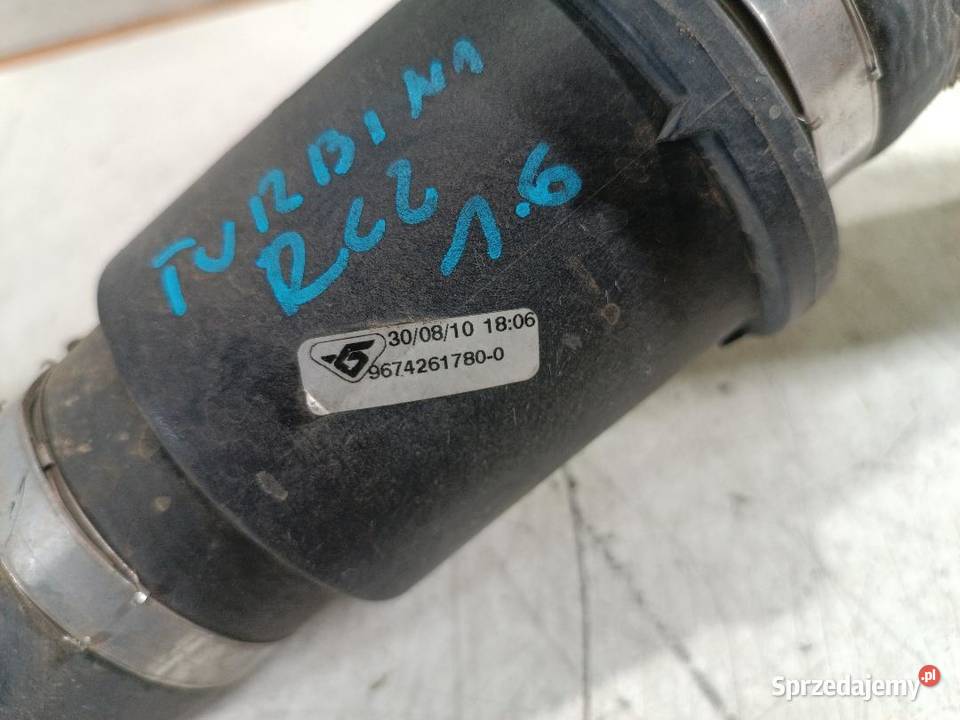 TURBINA
RCZ
1.6
30/08/10 18:06
9674261780-0
Sprzedajemy.pl